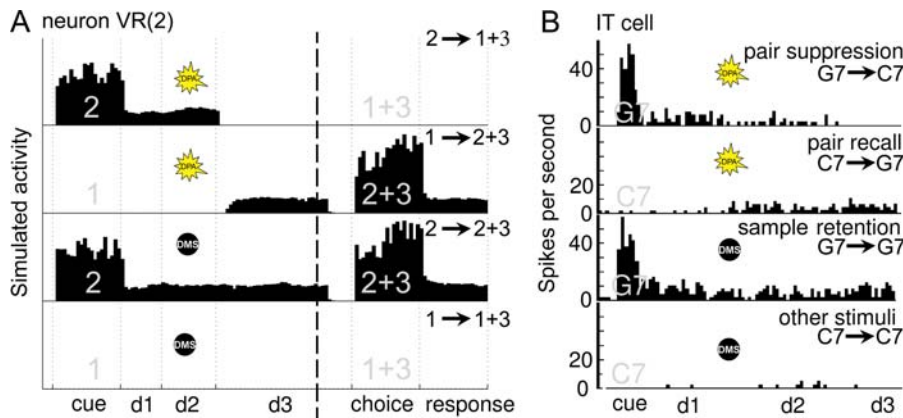 A neuron VR(2)
Simulated activity
2 → 1+3
DPA
2
1+3
1 → 2+3
DPA
1
2+3
2 → 2+3
DMS
2
2+3
1 → 1+3
DMS
1
1+3
cue d1 d2 d3 choice response
B IT cell
Spikes per second
pair suppression
G7 → C7
40
DPA
G7
0
pair recall
C7 → G7
40
20
DPA
C7
0
sample retention
G7 → G7
40
DMS
G7
0
other stimuli
C7 → C7
40
DMS
C7
0
cue d1 d2 d3